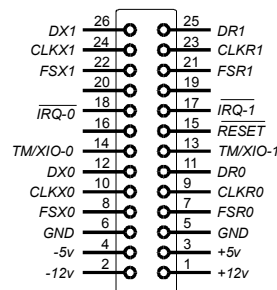 DX1 26 25 DR1
CLKX1 24 23 CLKR1
FSX1 22 21 FSR1
20 19
IRQ-0 18 17 IRQ-1
16 15 RESET
TM/XIO-0 14 13 TM/XIO-1
DX0 12 11 DR0
CLKX0 10 9 CLKR0
FSX0 8 7 FSR0
GND 6 5 GND
-5v 4 3 +5v
-12v 2 1 +12v